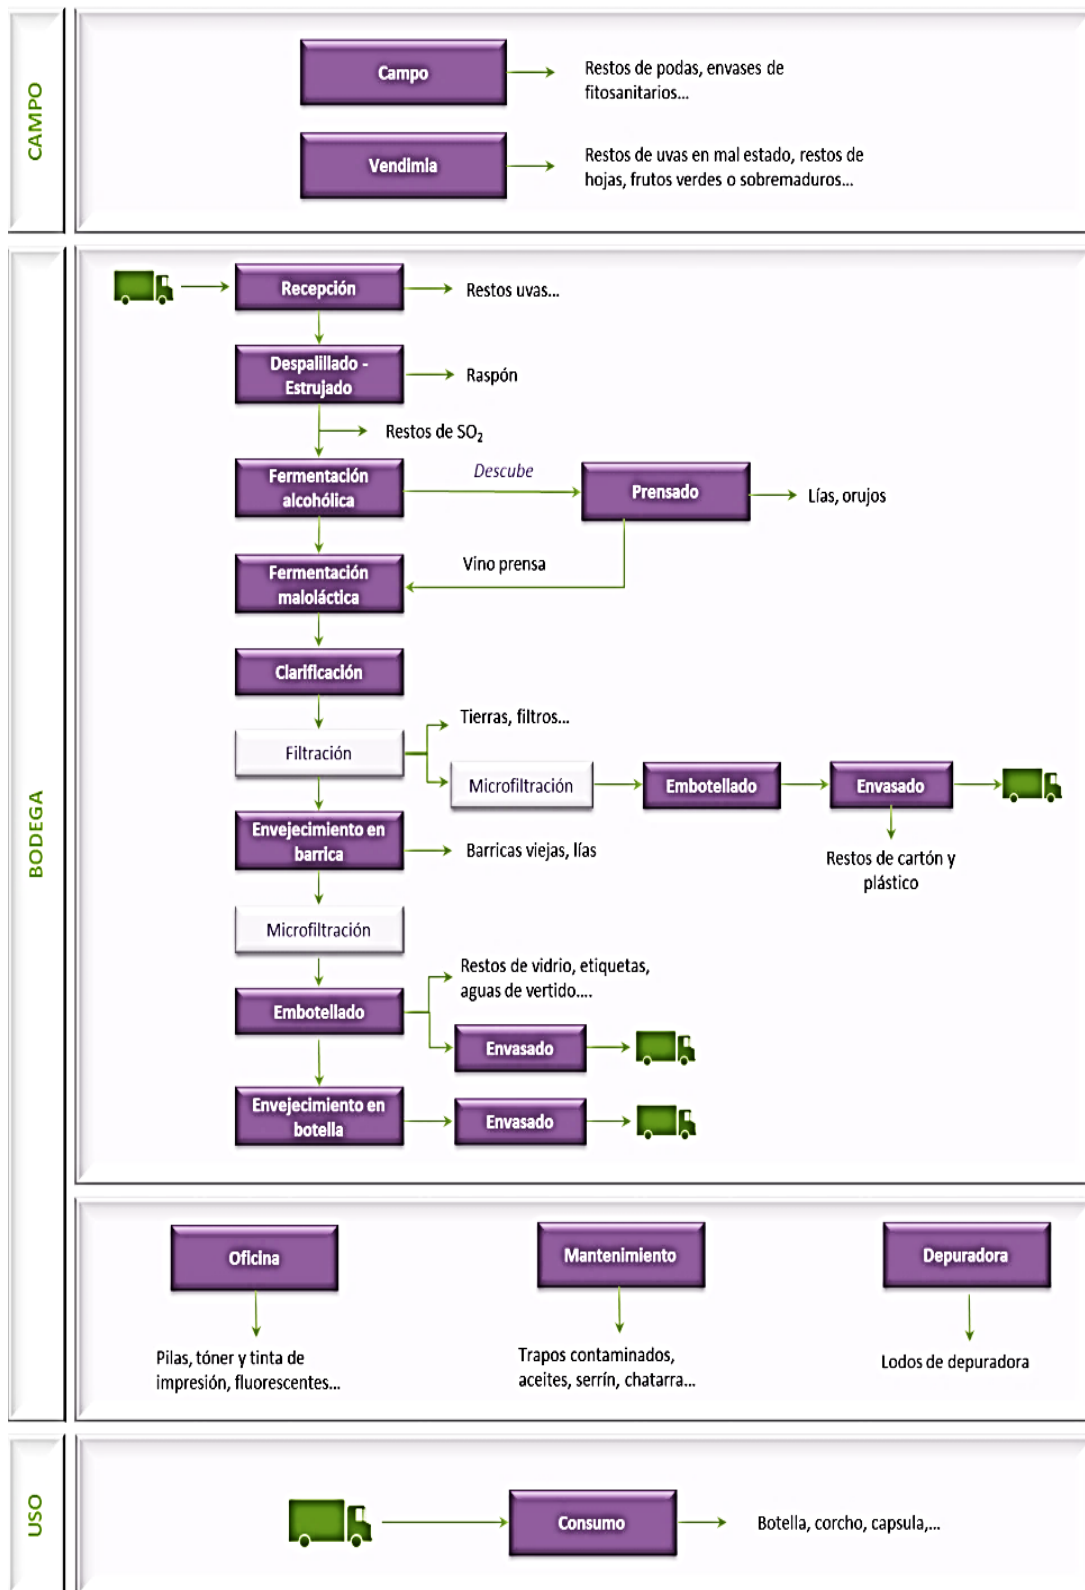 CAMPO
Campo
Restos de podas, envases de
fitosanitarios...
Vendimia
Restos de uvas en mal estado, restos de
hojas, frutos verdes o sobremaduros...
BODEGA
Recepción
Restos uvas...
Despalillado -
Estrujado
Raspón
Restos de SO₂
Fermentación
alcohólica
Descube
Prensado
Lías, orujos
Vino prensa
Fermentación
maloláctica
Clarificación
Tierras, filtros...
Filtración
Microfiltración
Embotellado
Envasado
Restos de cartón y
plástico
Envejecimiento en
barrica
Barricas viejas, lías
Microfiltración
Restos de vidrio, etiquetas,
aguas de vertido....
Embotellado
Envasado
Envejecimiento en
botella
Envasado
Oficina
Pilas, tóner y tinta de
impresión, fluorescentes...
Mantenimiento
Trapos contaminados,
aceites, serrín, chatarra...
Depuradora
Lodos de depuradora
USO
Consumo
Botella, corcho, capsula,...